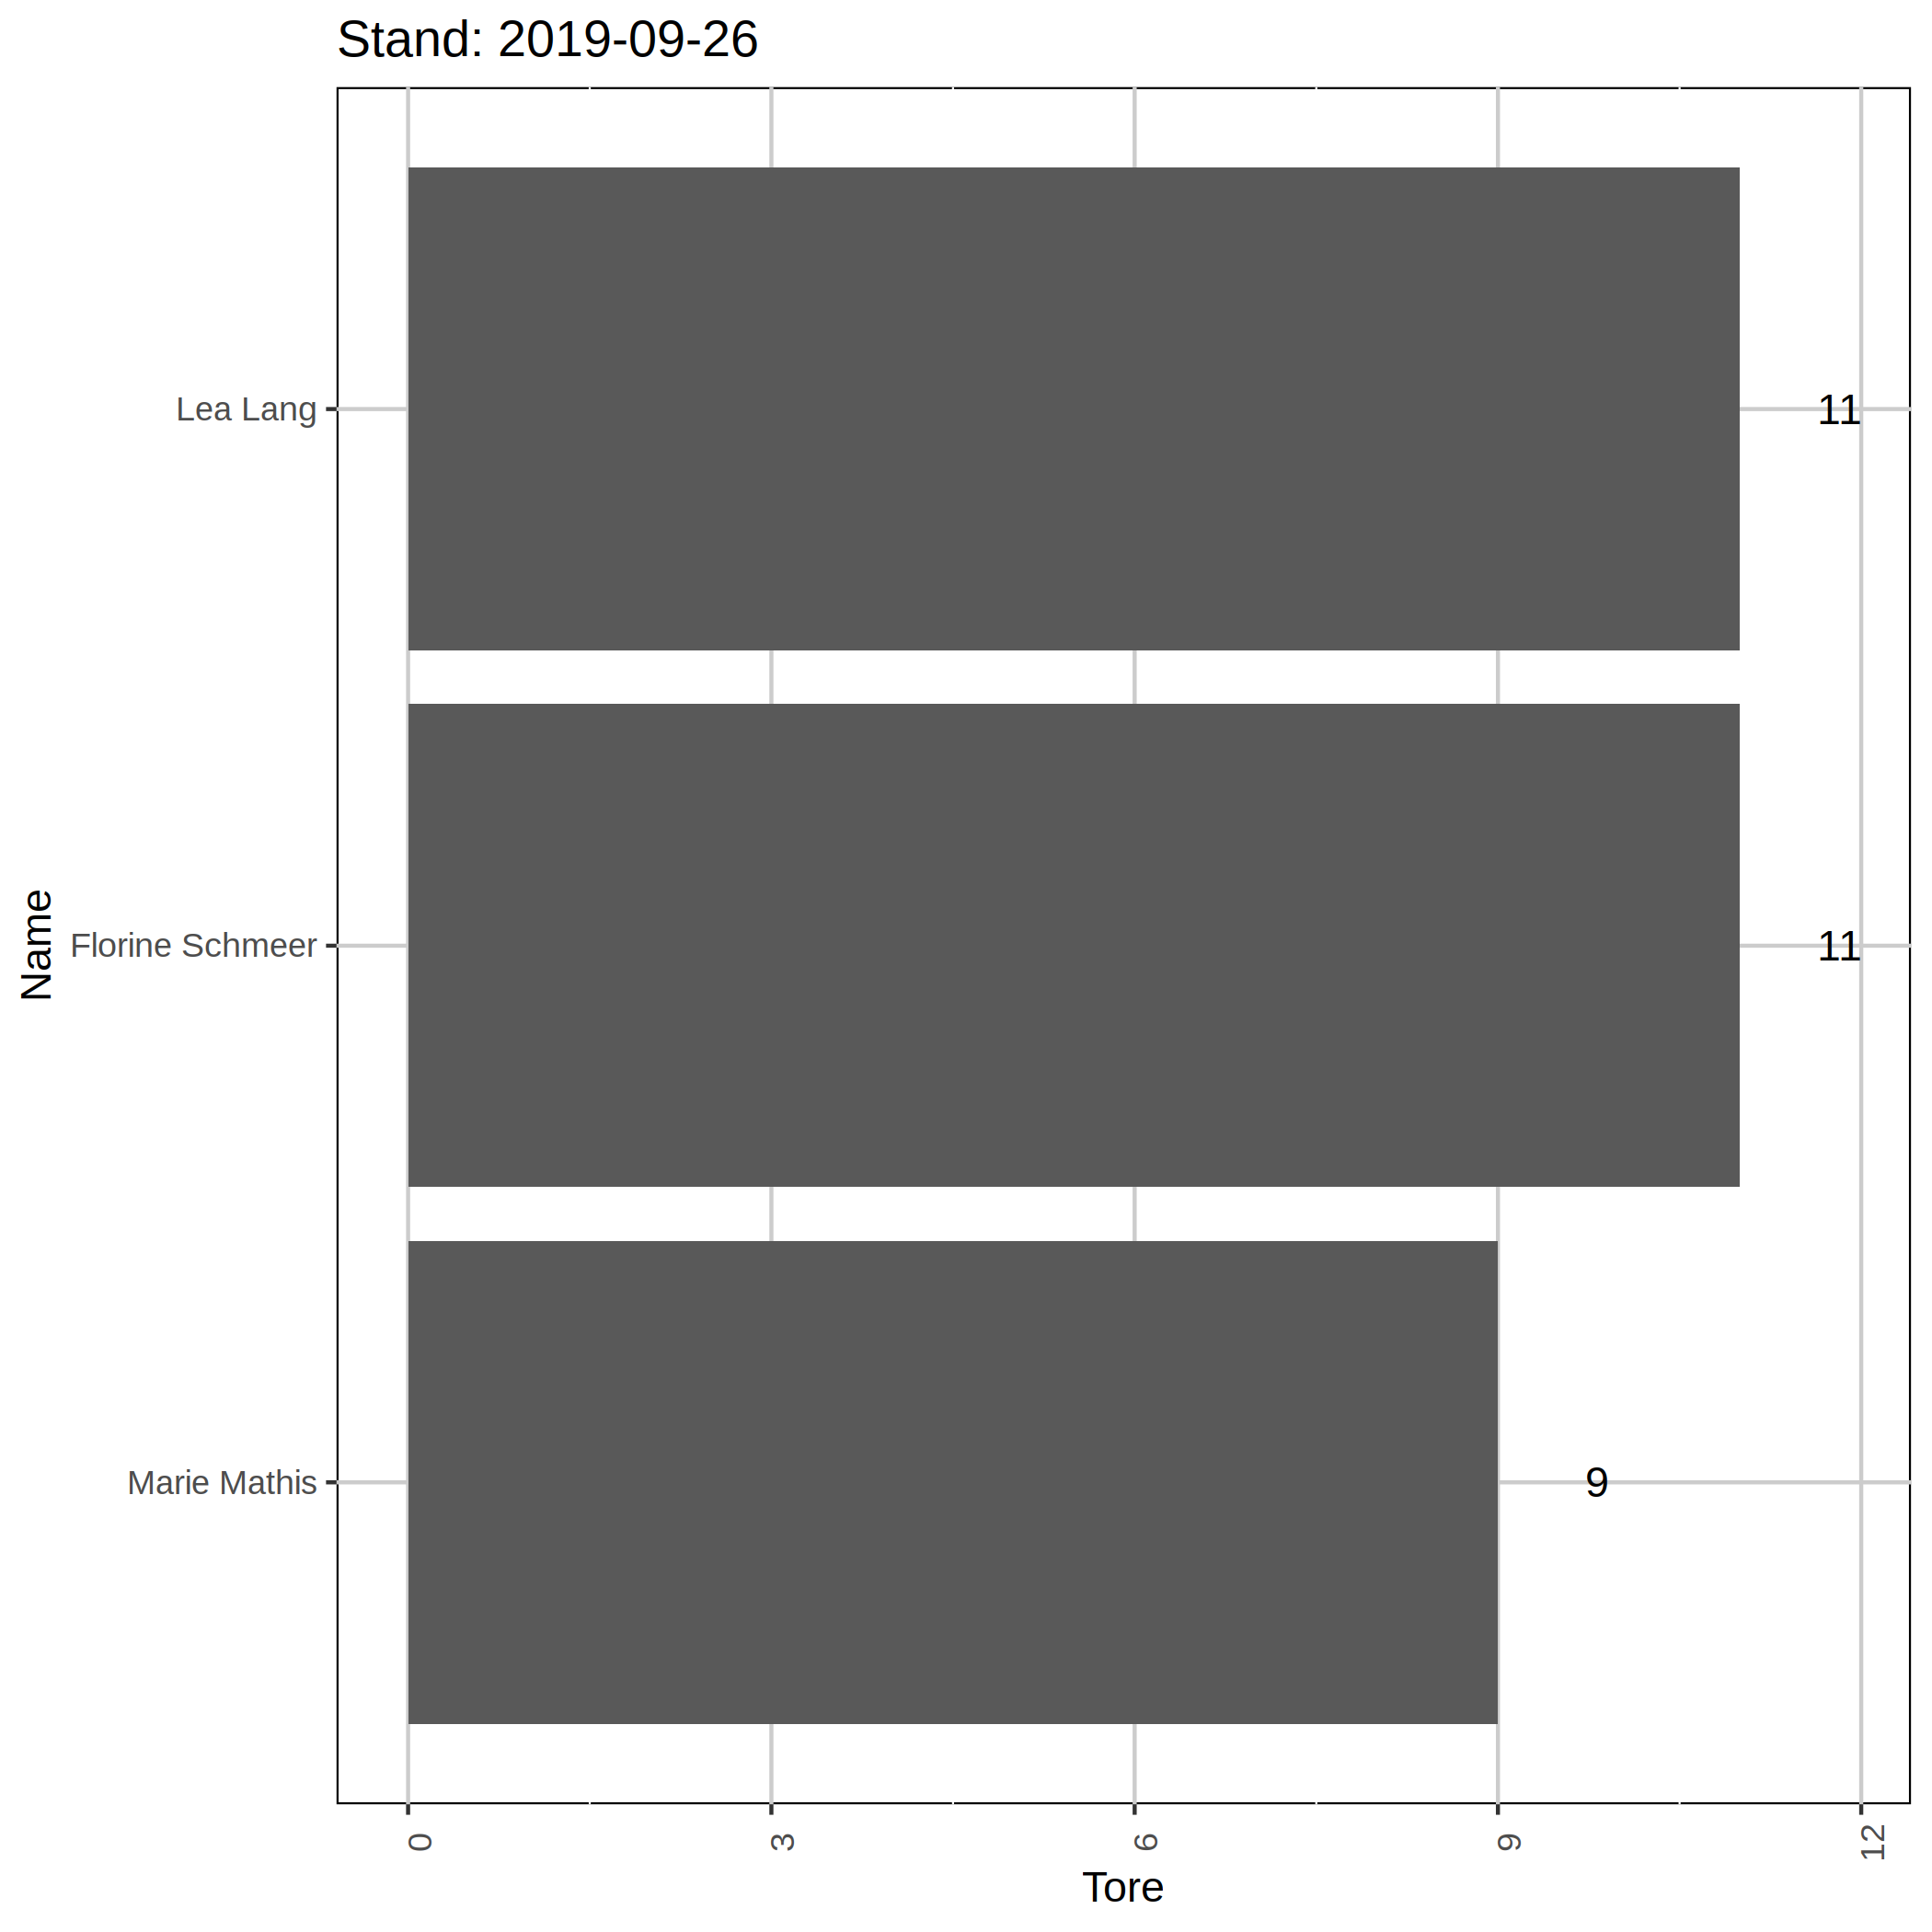 Stand: 2019-09-26
Name
Lea Lang
11
Florine Schmeer
11
Marie Mathis
9
0 3 6 9 12
Tore